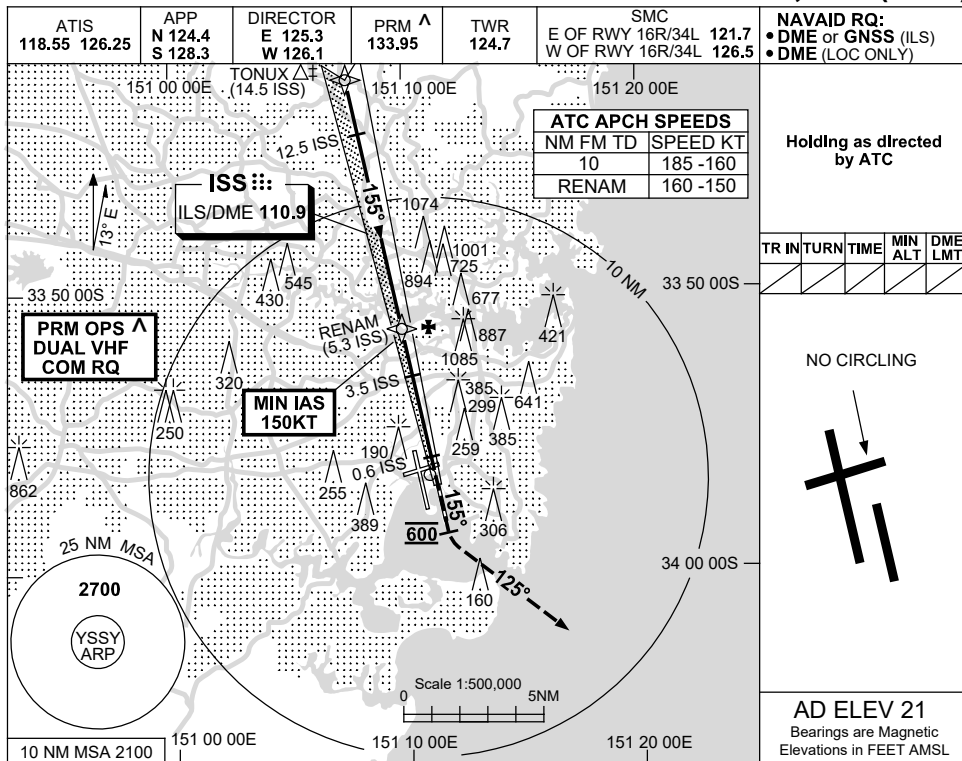 ATIS
118.55 126.25
APP
N 124.4
S 128.3
DIRECTOR
E 125.3
W 126.1
PRM ^
133.95
TWR
124.7
SMC
E OF RWY 16R/34L 121.7
W OF RWY 16R/34L 126.5
NAVAID RQ:
• DME or GNSS (ILS)
• DME (LOC ONLY)
TONUX
(14.5 ISS)
151 00 00E
151 10 00E
151 20 00E
12.5 ISS
ATC APCH SPEEDS
NM FM TD SPEED KT
10 185 -160
RENAM 160 -150
Holding as directed
by ATC
13° E
ISS
ILS/DME 110.9
155°
1074
1001
725
894
677
545
430
10 NM
TR IN TURN TIME MIN ALT DME LMT
33 50 00S
33 50 00S
PRM OPS ^
DUAL VHF
COM RQ
RENAM
(5.3 ISS)
887
421
1085
320
3.5 ISS
385
299
641
MIN IAS
150KT
250
190
259
385
NO CIRCLING
862
0.6 ISS
255
389
155°
306
600
25 NM MSA
2700
YSSY
ARP
34 00 00S
125°
160
Scale 1:500,000
0 5NM
10 NM MSA 2100
151 00 00E
151 10 00E
151 20 00E
AD ELEV 21
Bearings are Magnetic
Elevations in FEET AMSL